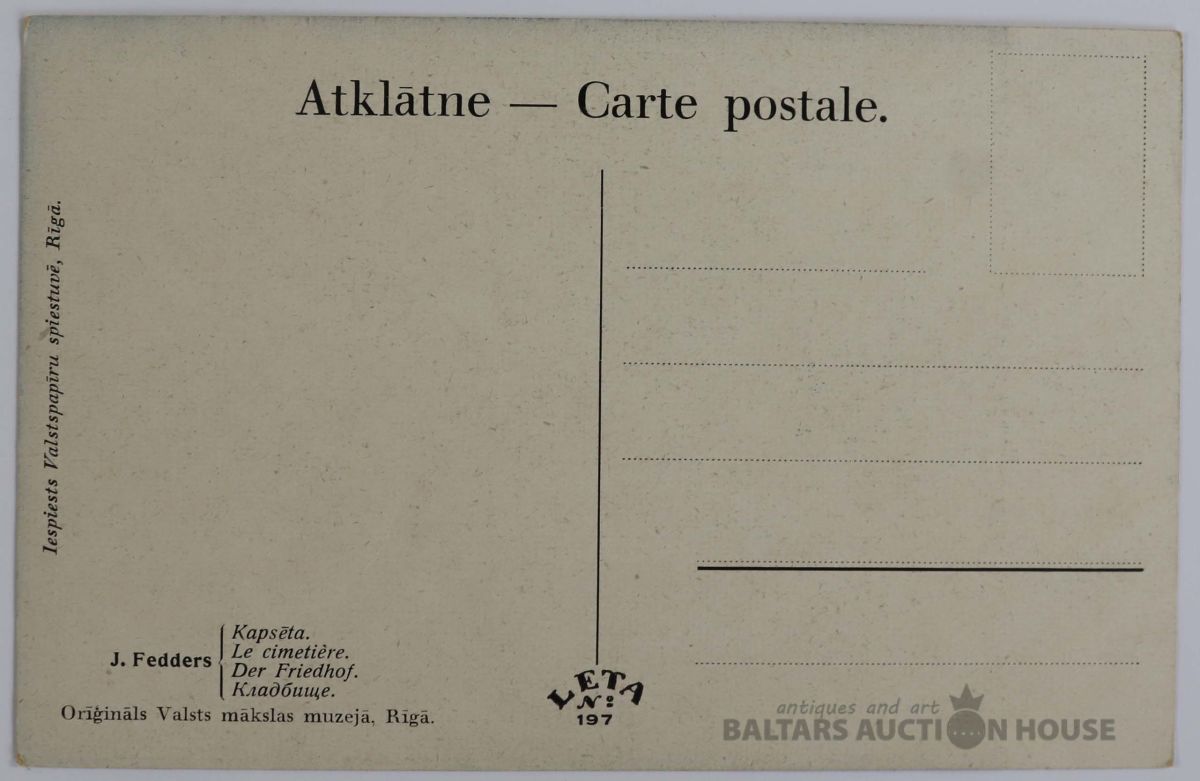 Atklātne — Carte postale.
Iespiests Valstspapīru spiestuvē, Rīgā.
J. Fedders
Kapsēta.
Le cimetière.
Der Friedhof.
Кладбище.
Orīģināls Valsts mākslas muzejā, Rīgā.
LETA
№
197
antiques and art
BALTARS AUCTION HOUSE